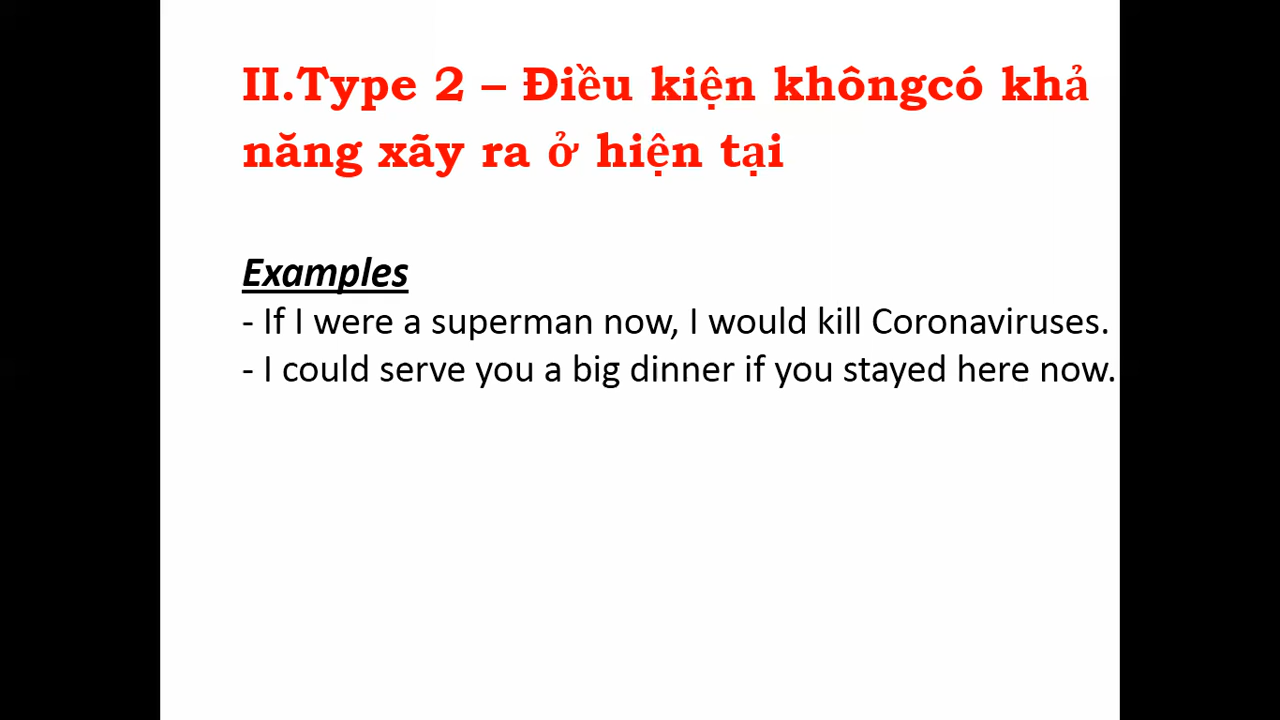 II.Type 2 – Điều kiện khôngcó khả
năng xãy ra ở hiện tại
Examples
- If I were a superman now, I would kill Coronaviruses.
- I could serve you a big dinner if you stayed here now.